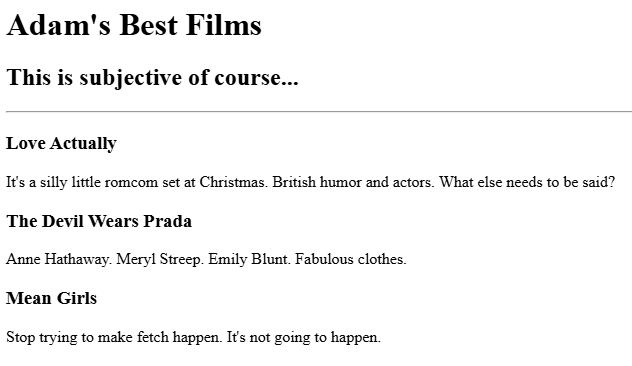 Adam's Best Films
This is subjective of course...
Love Actually
It's a silly little romcom set at Christmas. British humor and actors. What else needs to be said?
The Devil Wears Prada
Anne Hathaway. Meryl Streep. Emily Blunt. Fabulous clothes.
Mean Girls
Stop trying to make fetch happen. It's not going to happen.